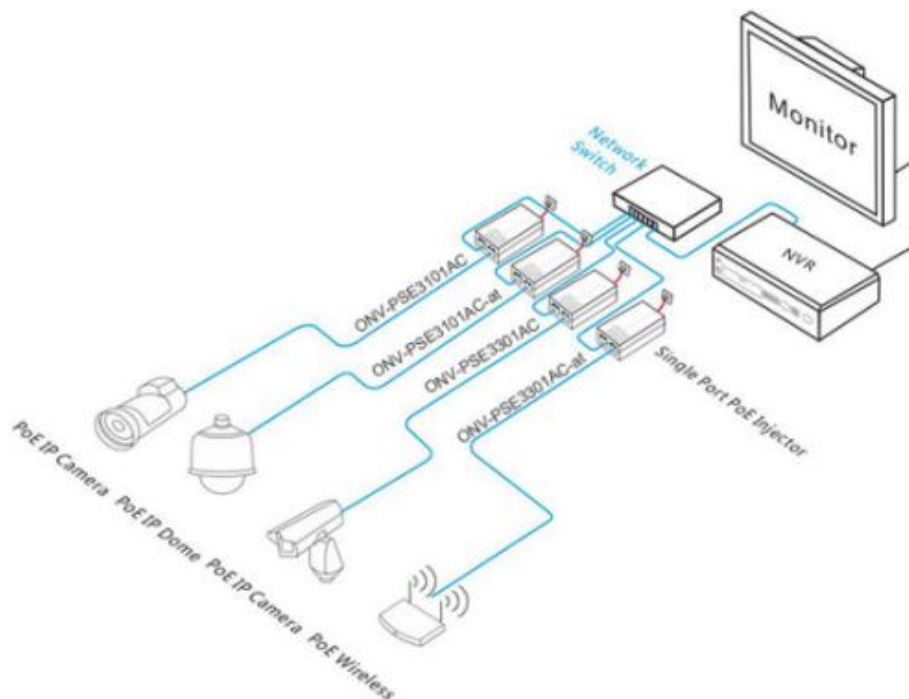 Monitor
Network
Switch
NVR
ONV-PSE3101AC
ONV-PSE3101AC-at
ONV-PSE3301AC
ONV-PSE3301AC-at
Single Port PoE Injector
PoE IP Camera PoE IP Dome PoE IP Camera PoE Wireless